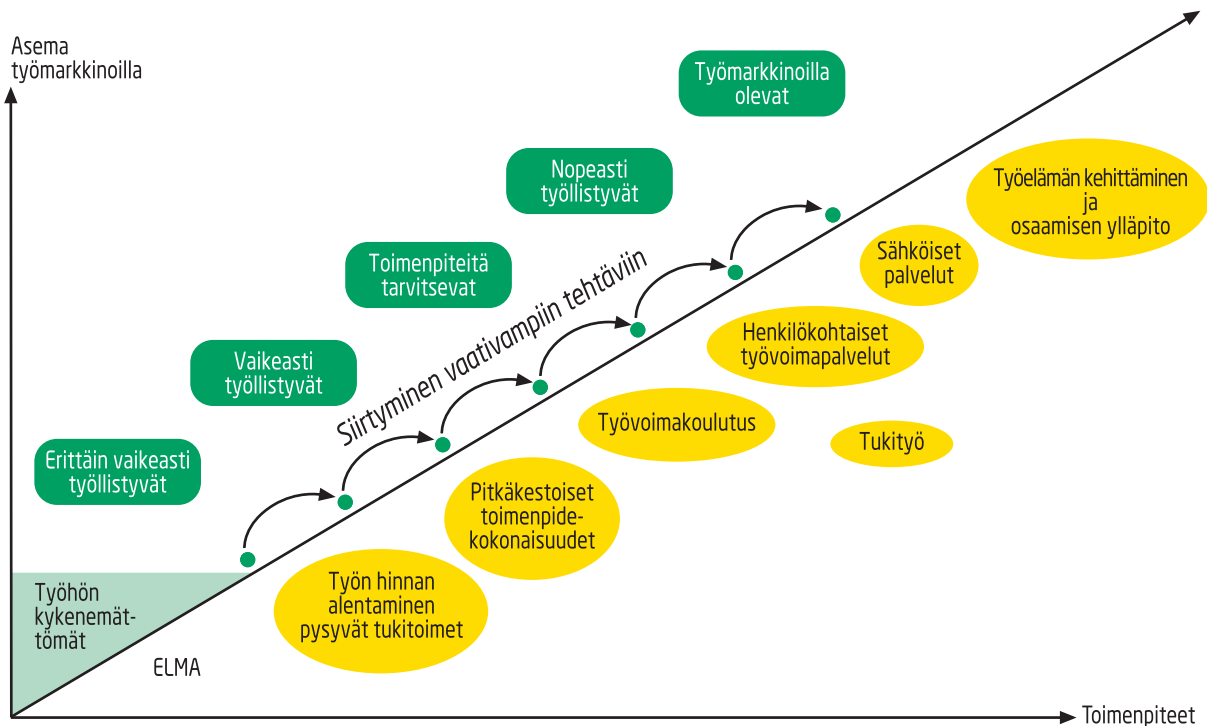 Asema
työmarkkinoilla
Työmarkkinoilla
olevat
Nopeasti
työllistyvät
Toimenpiteitä
tarvitsevat
Vaikeasti
työllistyvät
Erittäin vaikeasti
työllistyvät
Siirtyminen vaativampiin tehtäviin
Työelämän kehittäminen
ja
osaamisen ylläpito
Sähköiset
palvelut
Henkilökohtaiset
työvoimapalvelut
Työvoimakoulutus
Tukityö
Pitkäkestoiset
toimenpide-
kokonaisuudet
Työn hinnan
alentaminen
pysyvät tukitoimet
Työhön
kykenemät-
tömät
ELMA
Toimenpiteet